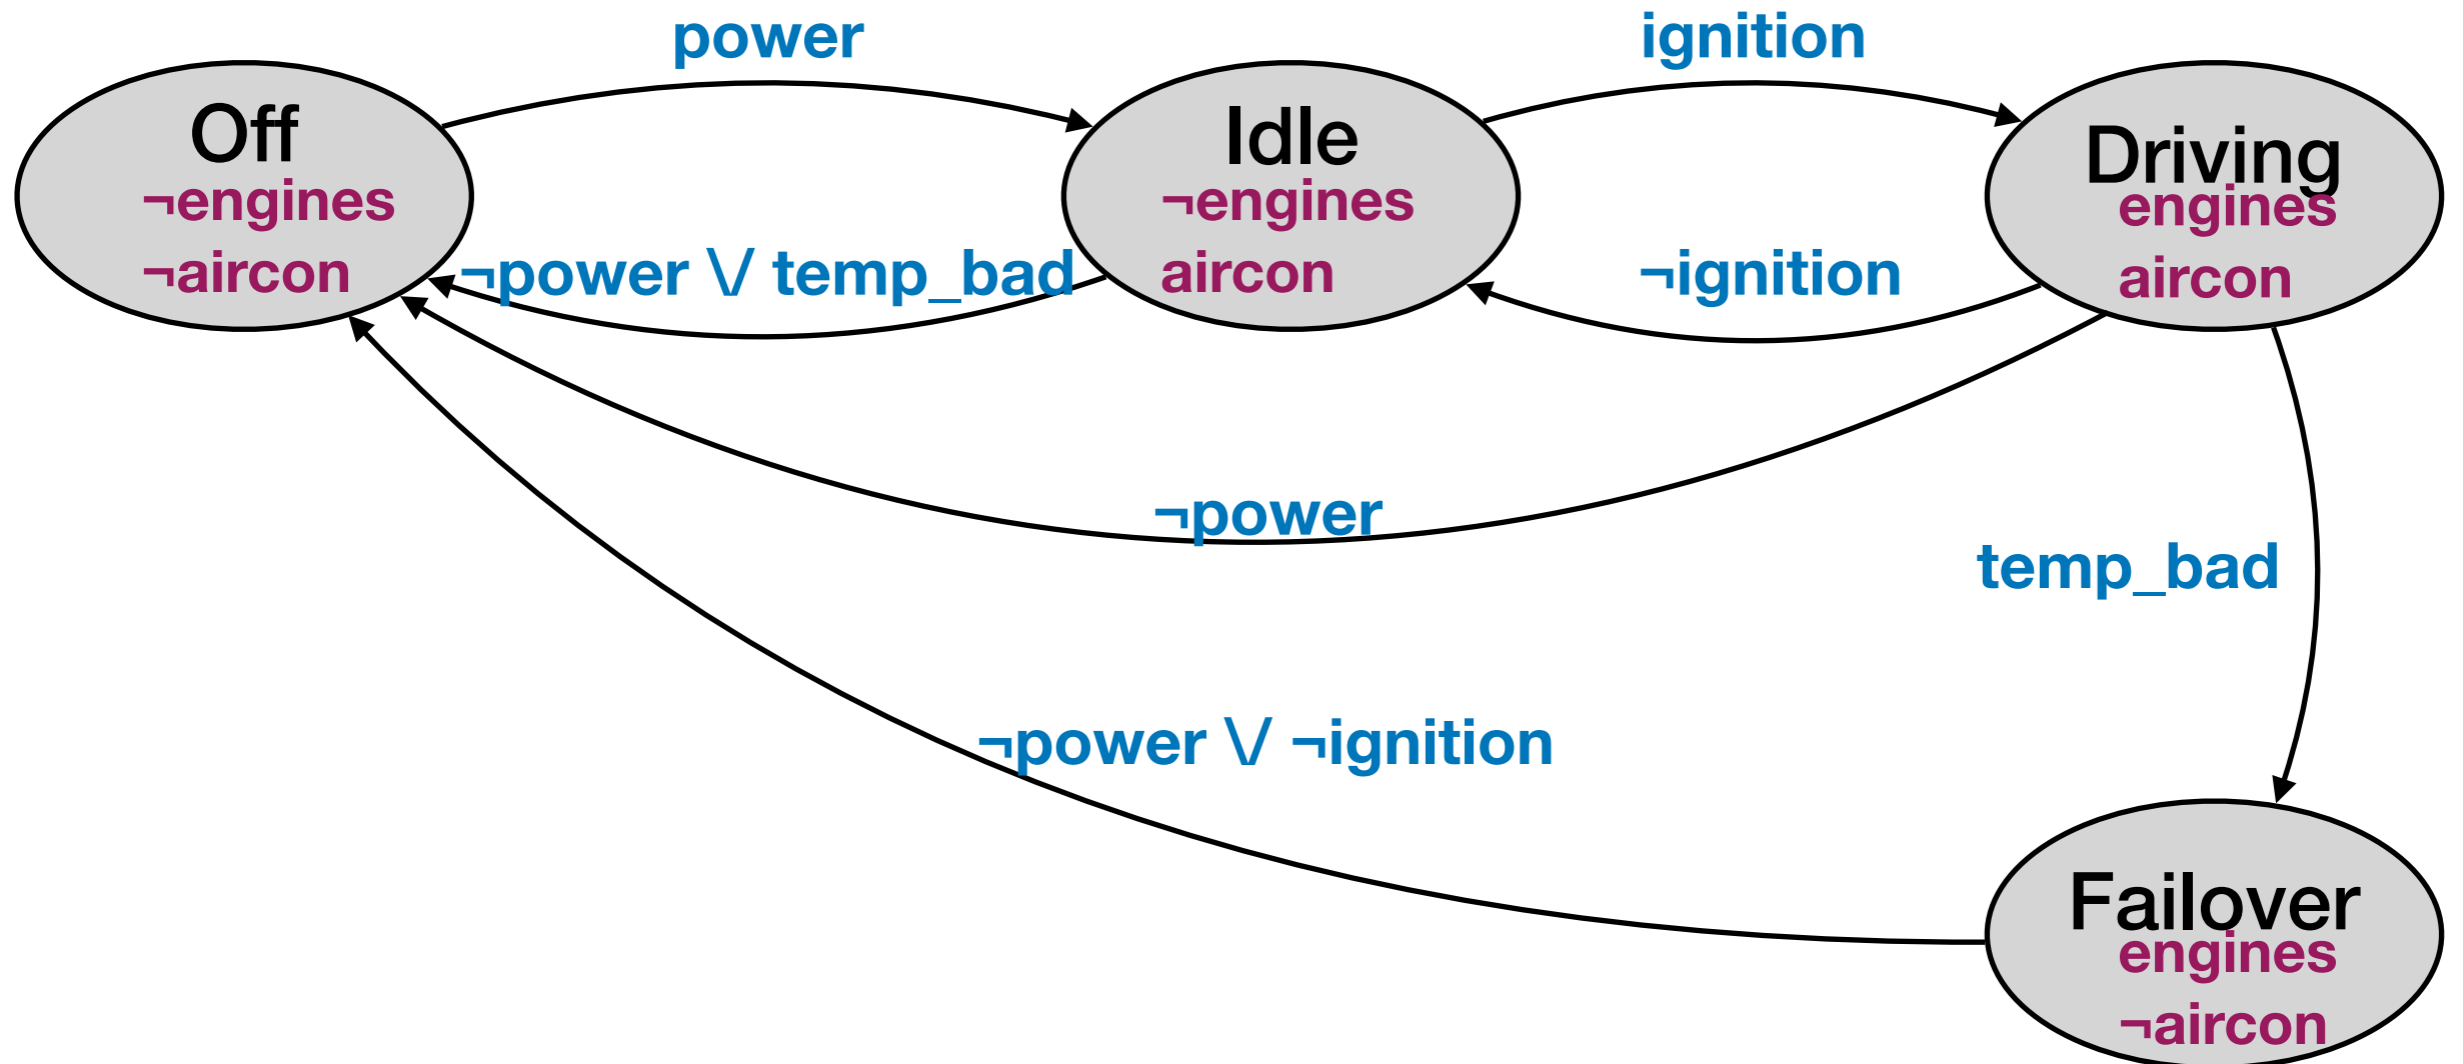 power
ignition
Off
¬engines
¬aircon
Idle
¬engines
aircon
Driving
engines
aircon
¬power \/ temp_bad
¬ignition
¬power
temp_bad
¬power \/ ¬ignition
Failover
engines
¬aircon